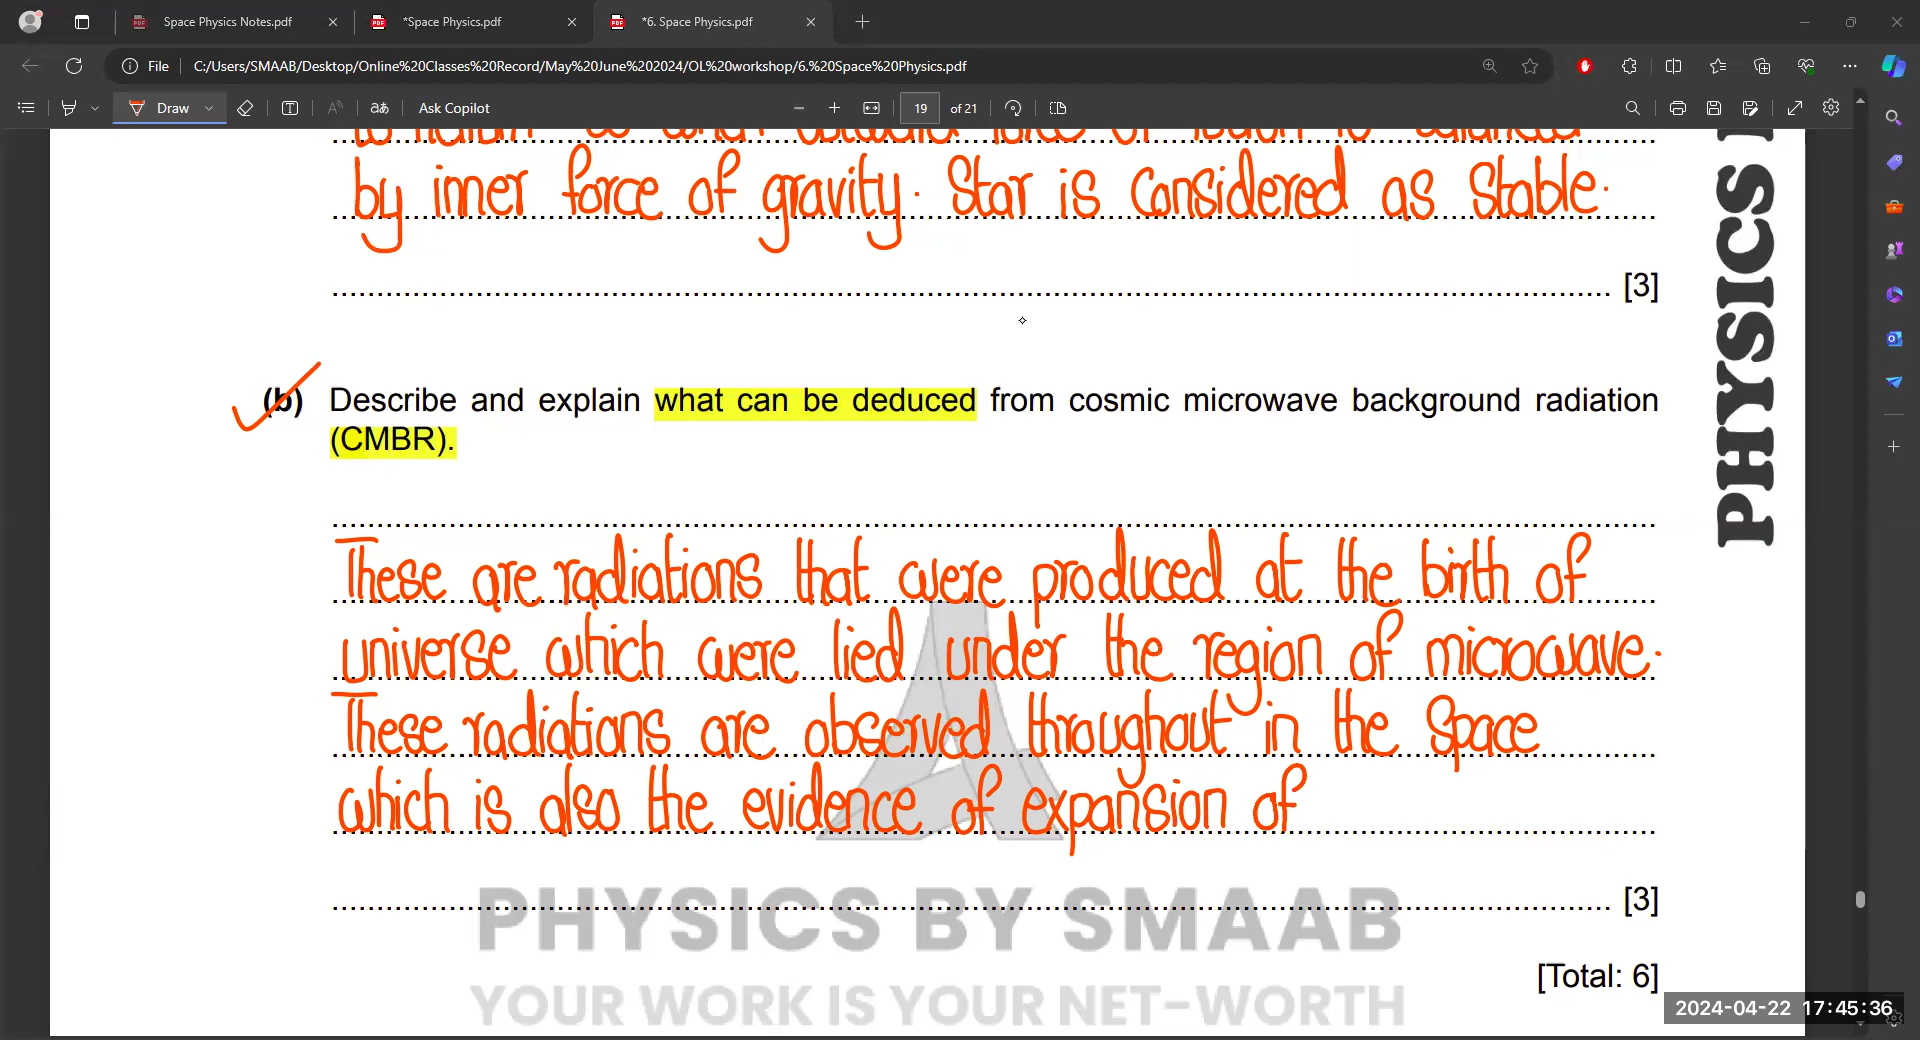 Space Physics Notes.pdf
*Space Physics.pdf
*6. Space Physics.pdf
File
C:/Users/SMAAB/Desktop/Online%20Classes%20Record/May%20June%202024/OL%20workshop/6.%20Space%20Physics.pdf
Draw
Ask Copilot
19 of 21
by inner force of gravity. Star is considered as stable.
[3]
(b) Describe and explain what can be deduced from cosmic microwave background radiation
(CMBR).
These are radiations that were produced at the birth of
universe which were lied under the region of microwave.
These radiations are observed throughout in the space
which is also the evidence of expansion of
[3]
PHYSICS BY SMAAB
YOUR WORK IS YOUR NET-WORTH
[Total: 6]
PHYSICS
2024-04-22 17:45:36